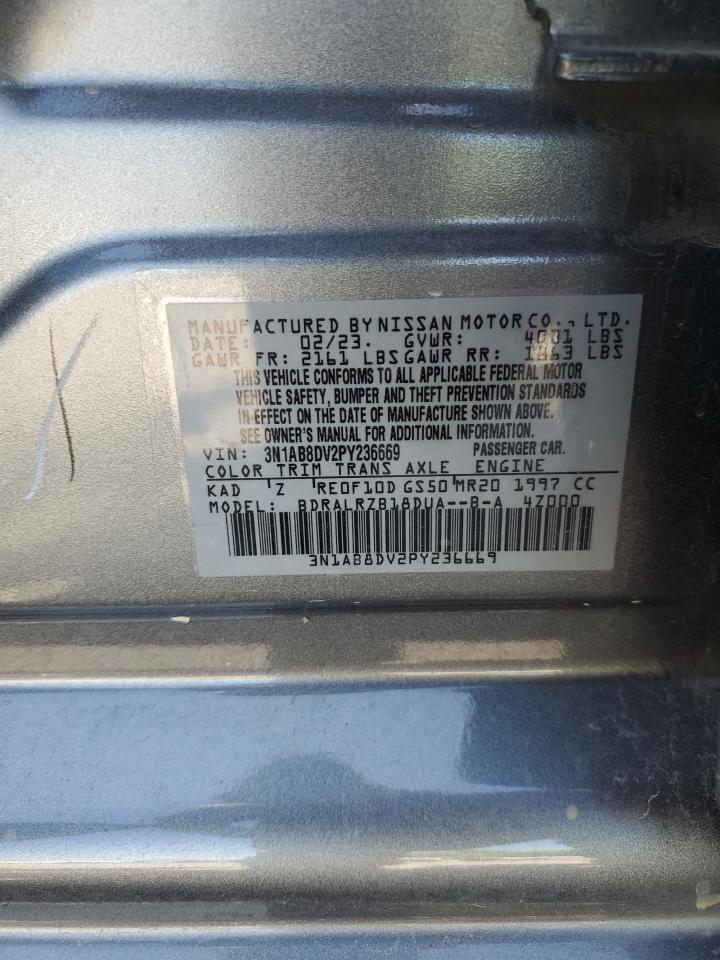 MANUFACTURED BY NISSAN MOTOR CO., LTD.
DATE: 02/23. GVWR: 4001 LBS
GAWR FR: 2161 LBS GAWR RR: 1863 LBS
THIS VEHICLE CONFORMS TO ALL APPLICABLE FEDERAL MOTOR
VEHICLE SAFETY, BUMPER AND THEFT PREVENTION STANDARDS
IN EFFECT ON THE DATE OF MANUFACTURE SHOWN ABOVE.
SEE OWNER'S MANUAL FOR ADDITIONAL INFORMATION.
VIN: 3N1AB8DV2PY236669 PASSENGER CAR.
COLOR TRIM TRANS AXLE ENGINE
KAD Z RE0F10D GS50 MR20 1997 CC
MODEL: BDRALRZB18DUA--B-A 4Z000
3N1AB8DV2PY236669